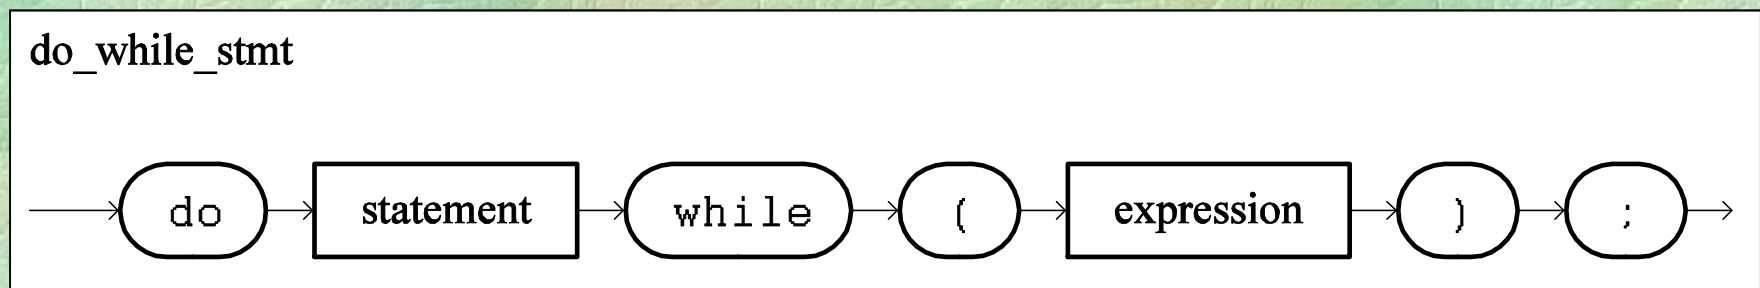 do_while_stmt
do statement while ( expression ) ;